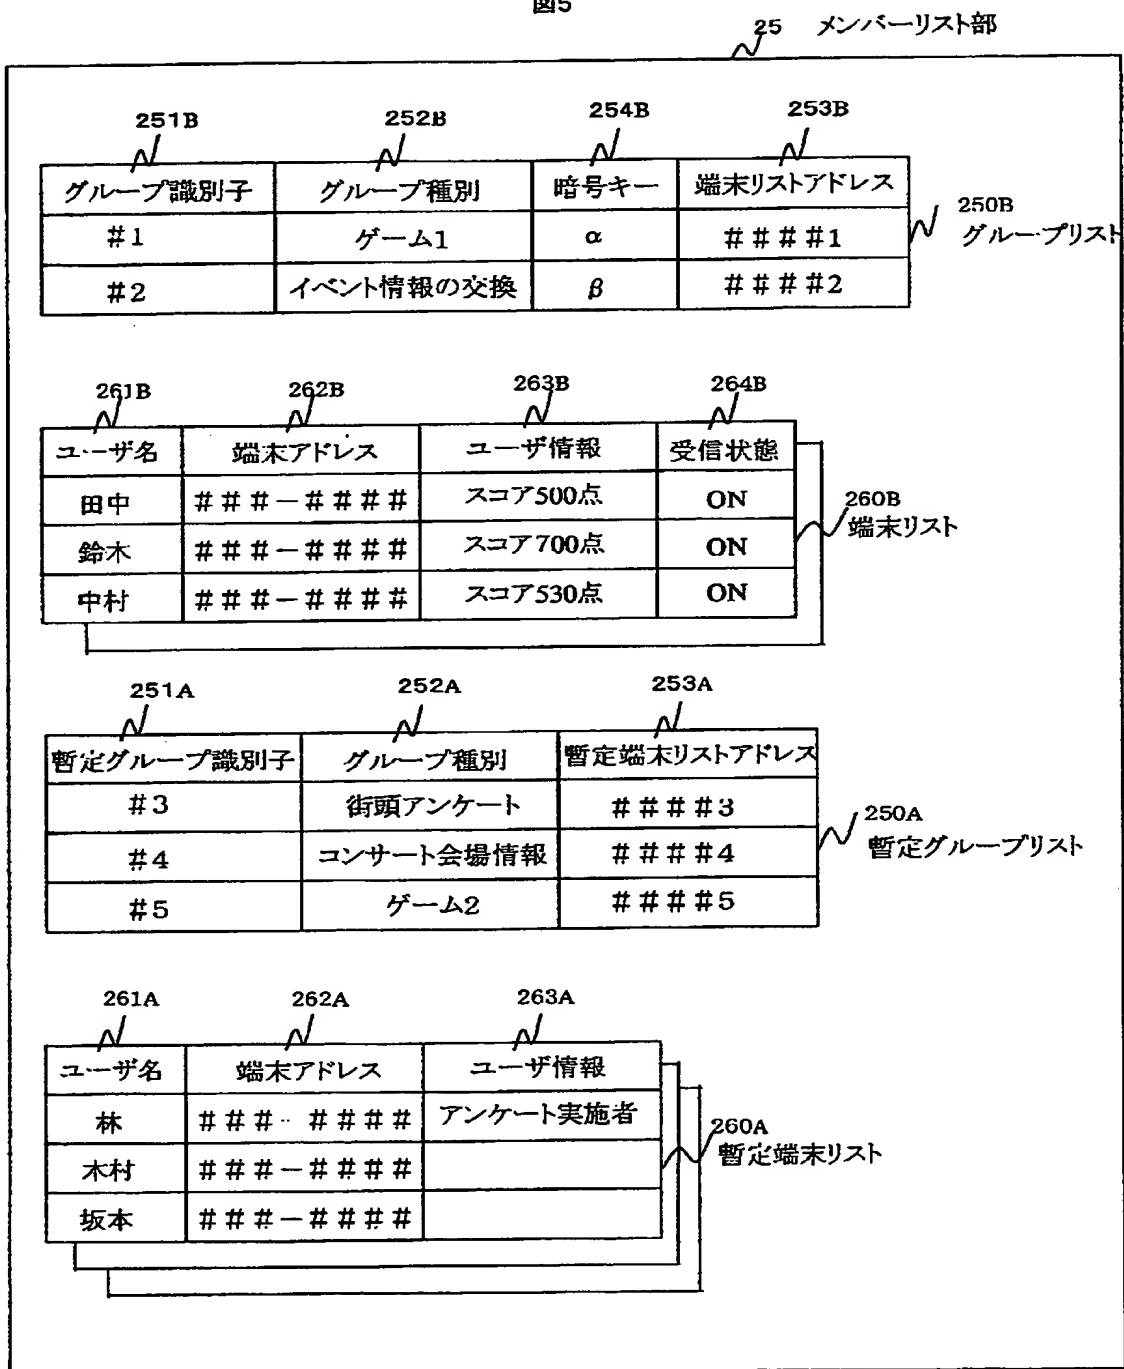 図5
25 メンバーリスト部
251B 252B 254B 253B
グループ識別子 グループ種別 暗号キー 端末リストアドレス
#1 ゲーム1 α ####1
#2 イベント情報の交換 β ####2
250B
グループリスト
261B 262B 263B 264B
ユーザ名 端末アドレス ユーザ情報 受信状態
田中 ###-#### スコア500点 ON
鈴木 ###-#### スコア700点 ON
中村 ###-#### スコア530点 ON
260B
端末リスト
251A 252A 253A
暫定グループ識別子 グループ種別 暫定端末リストアドレス
#3 街頭アンケート ####3
#4 コンサート会場情報 ####4
#5 ゲーム2 ####5
250A
暫定グループリスト
261A 262A 263A
ユーザ名 端末アドレス ユーザ情報
林 ###-#### アンケート実施者
木村 ###-####
坂本 ###-####
260A
暫定端末リスト